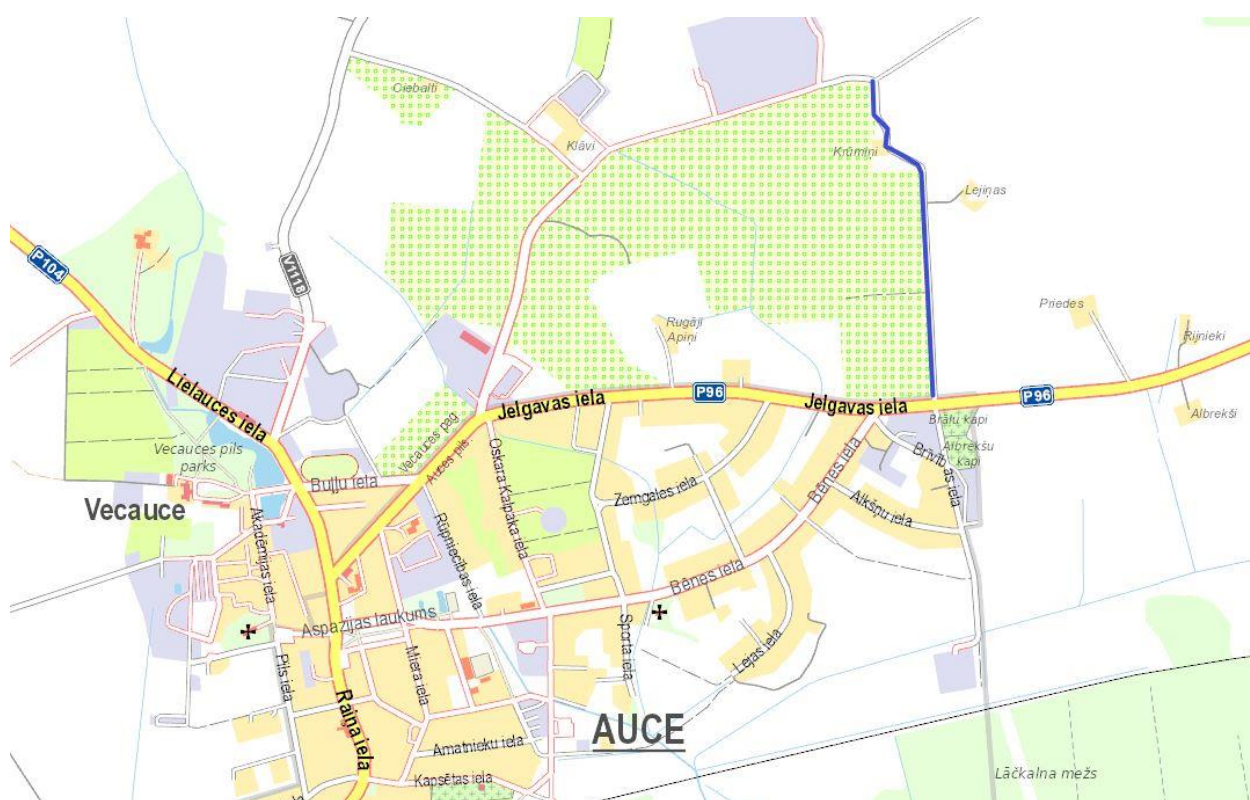 Ciebalti
Klāvi
Krūmiņi
Lejiņas
P104
V1118
Priedes
Rijnieki
Rugāji
Apiņi
Lielauces iela
Jelgavas iela
P96
Jelgavas iela
P96
Albrekši
Brāļu kapi
Albrekšu
kapi
Vecauces pag.
Auces pils.
Vecauces pils
parks
Buļļu iela
Oskara Kalpaka iela
Zemgales iela
Bēnes iela
Brīvības iela
Alkšņu iela
Vecauce
Akadēmijas iela
Rūpniecības iela
Bēnes iela
Aspazijas laukums
Pils iela
Miera iela
Sporta iela
Lejas iela
Raiņa iela
AUCE
Amatnieku iela
Kapsētas iela
Lāčkalna mežs